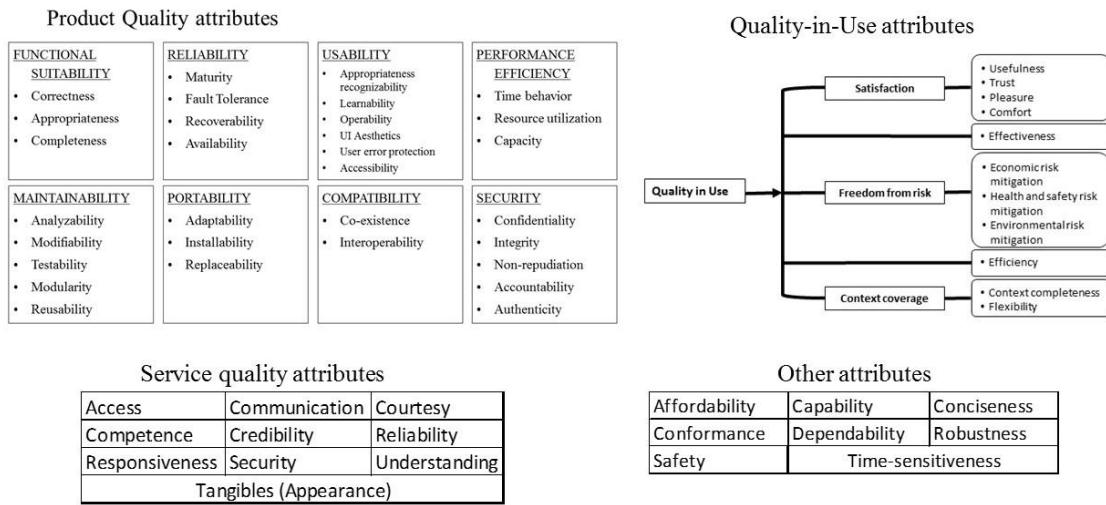 Product Quality attributes
FUNCTIONAL
SUITABILITY
• Correctness
• Appropriateness
• Completeness
RELIABILITY
• Maturity
• Fault Tolerance
• Recoverability
• Availability
USABILITY
• Appropriateness
recognizability
• Learnability
• Operability
• UI Aesthetics
• User error protection
• Accessibility
PERFORMANCE
EFFICIENCY
• Time behavior
• Resource utilization
• Capacity
MAINTAINABILITY
• Analyzability
• Modifiability
• Testability
• Modularity
• Reusability
PORTABILITY
• Adaptability
• Installability
• Replaceability
COMPATIBILITY
• Co-existence
• Interoperability
SECURITY
• Confidentiality
• Integrity
• Non-repudiation
• Accountability
• Authenticity
Quality-in-Use attributes
Quality in Use
Satisfaction
• Usefulness
• Trust
• Pleasure
• Comfort
• Effectiveness
Freedom from risk
• Economic risk
mitigation
• Health and safety risk
mitigation
• Environmental risk
mitigation
• Efficiency
Context coverage
• Context completeness
• Flexibility
Service quality attributes
Access Communication Courtesy
Competence Credibility Reliability
Responsiveness Security Understanding
Tangibles (Appearance)
Other attributes
Affordability Capability Conciseness
Conformance Dependability Robustness
Safety Time-sensitiveness